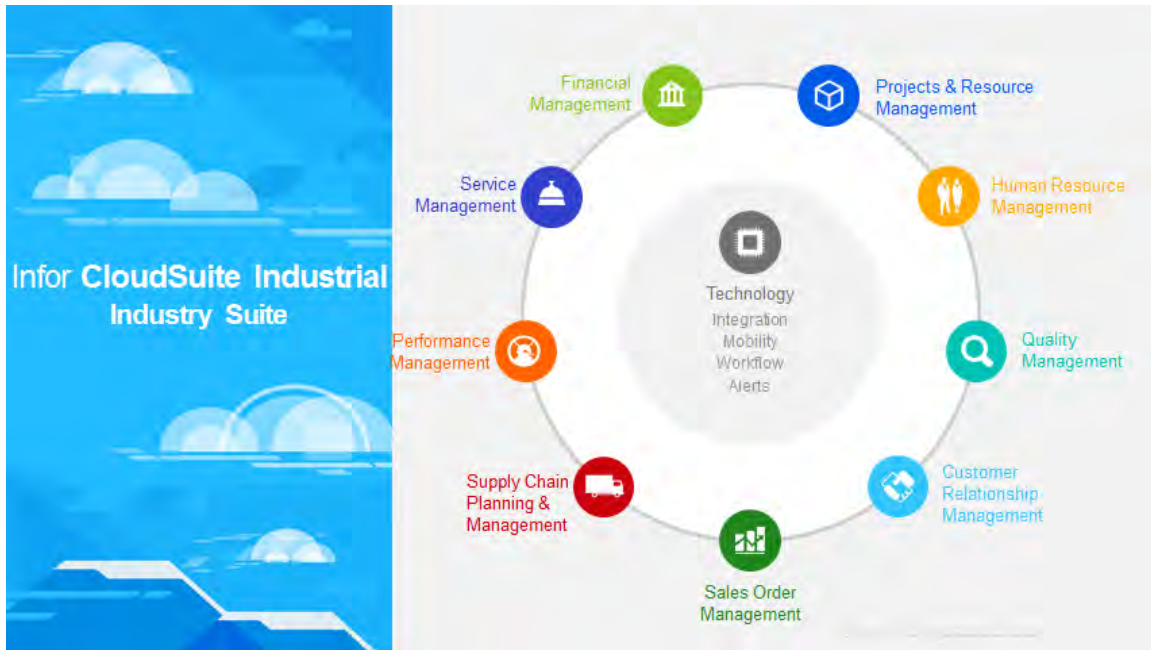 Infor CloudSuite Industrial
Industry Suite
Financial
Management
Projects & Resource
Management
Service
Management
Human Resource
Management
Technology
Integration
Mobility
Workflow
Alerts
Performance
Management
Quality
Management
Supply Chain
Planning &
Management
Customer
Relationship
Management
Sales Order
Management